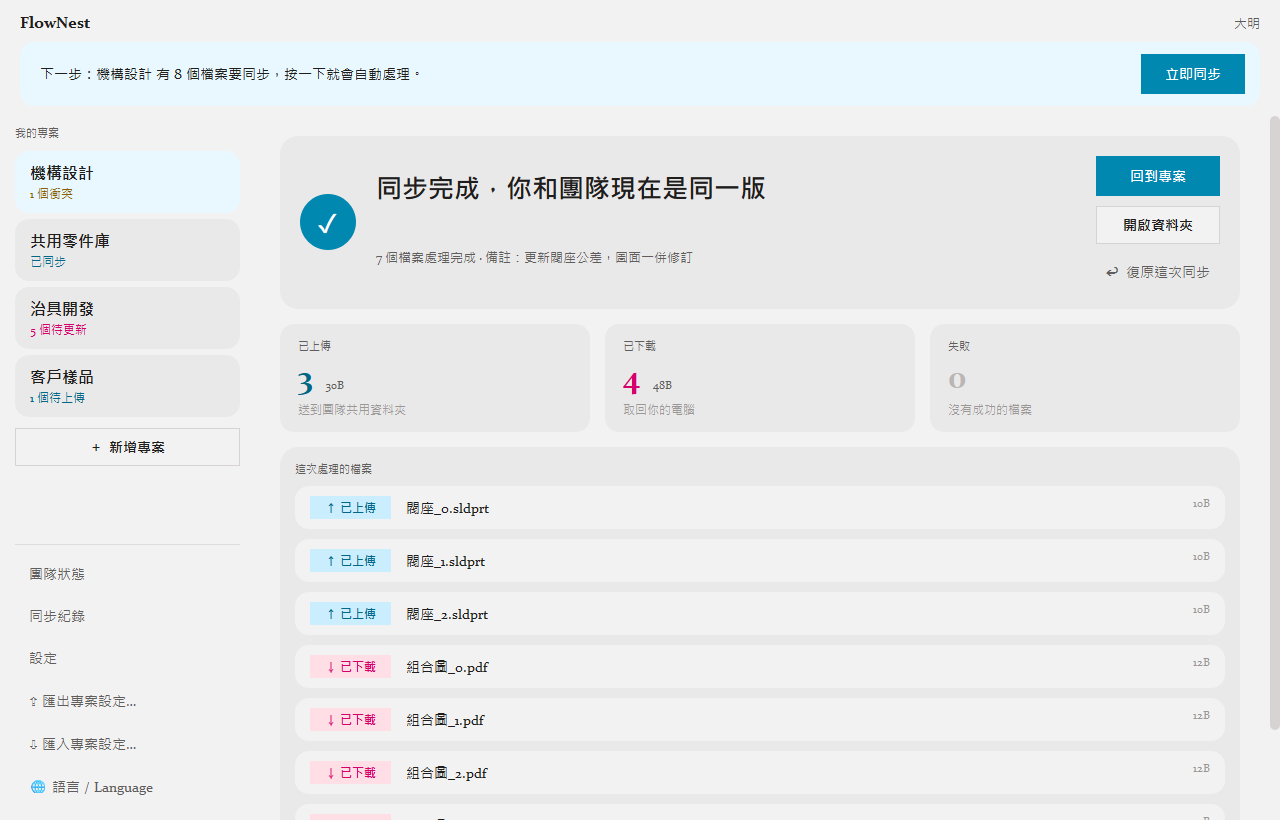 FlowNest
大明
下一步：機構設計 有 8 個檔案要同步，按一下就會自動處理。
立即同步
我的專案
機構設計
1 個衝突
共用零件庫
已同步
治具開發
5 個待更新
客戶樣品
1 個待上傳
+ 新增專案
團隊狀態
同步紀錄
設定
⇧ 匯出專案設定...
⇩ 匯入專案設定...
🌐 語言 / Language
✓
同步完成，你和團隊現在是同一版
7 個檔案處理完成 · 備註：更新閥座公差，圖面一併修訂
回到專案
開啟資料夾
↩ 復原這次同步
已上傳
3 30B
送到團隊共用資料夾
已下載
4 48B
取回你的電腦
失敗
0
沒有成功的檔案
這次處理的檔案
↑ 已上傳 閥座_0.sldprt 10B
↑ 已上傳 閥座_1.sldprt 10B
↑ 已上傳 閥座_2.sldprt 10B
↓ 已下載 組合圖_0.pdf 12B
↓ 已下載 組合圖_1.pdf 12B
↓ 已下載 組合圖_2.pdf 12B